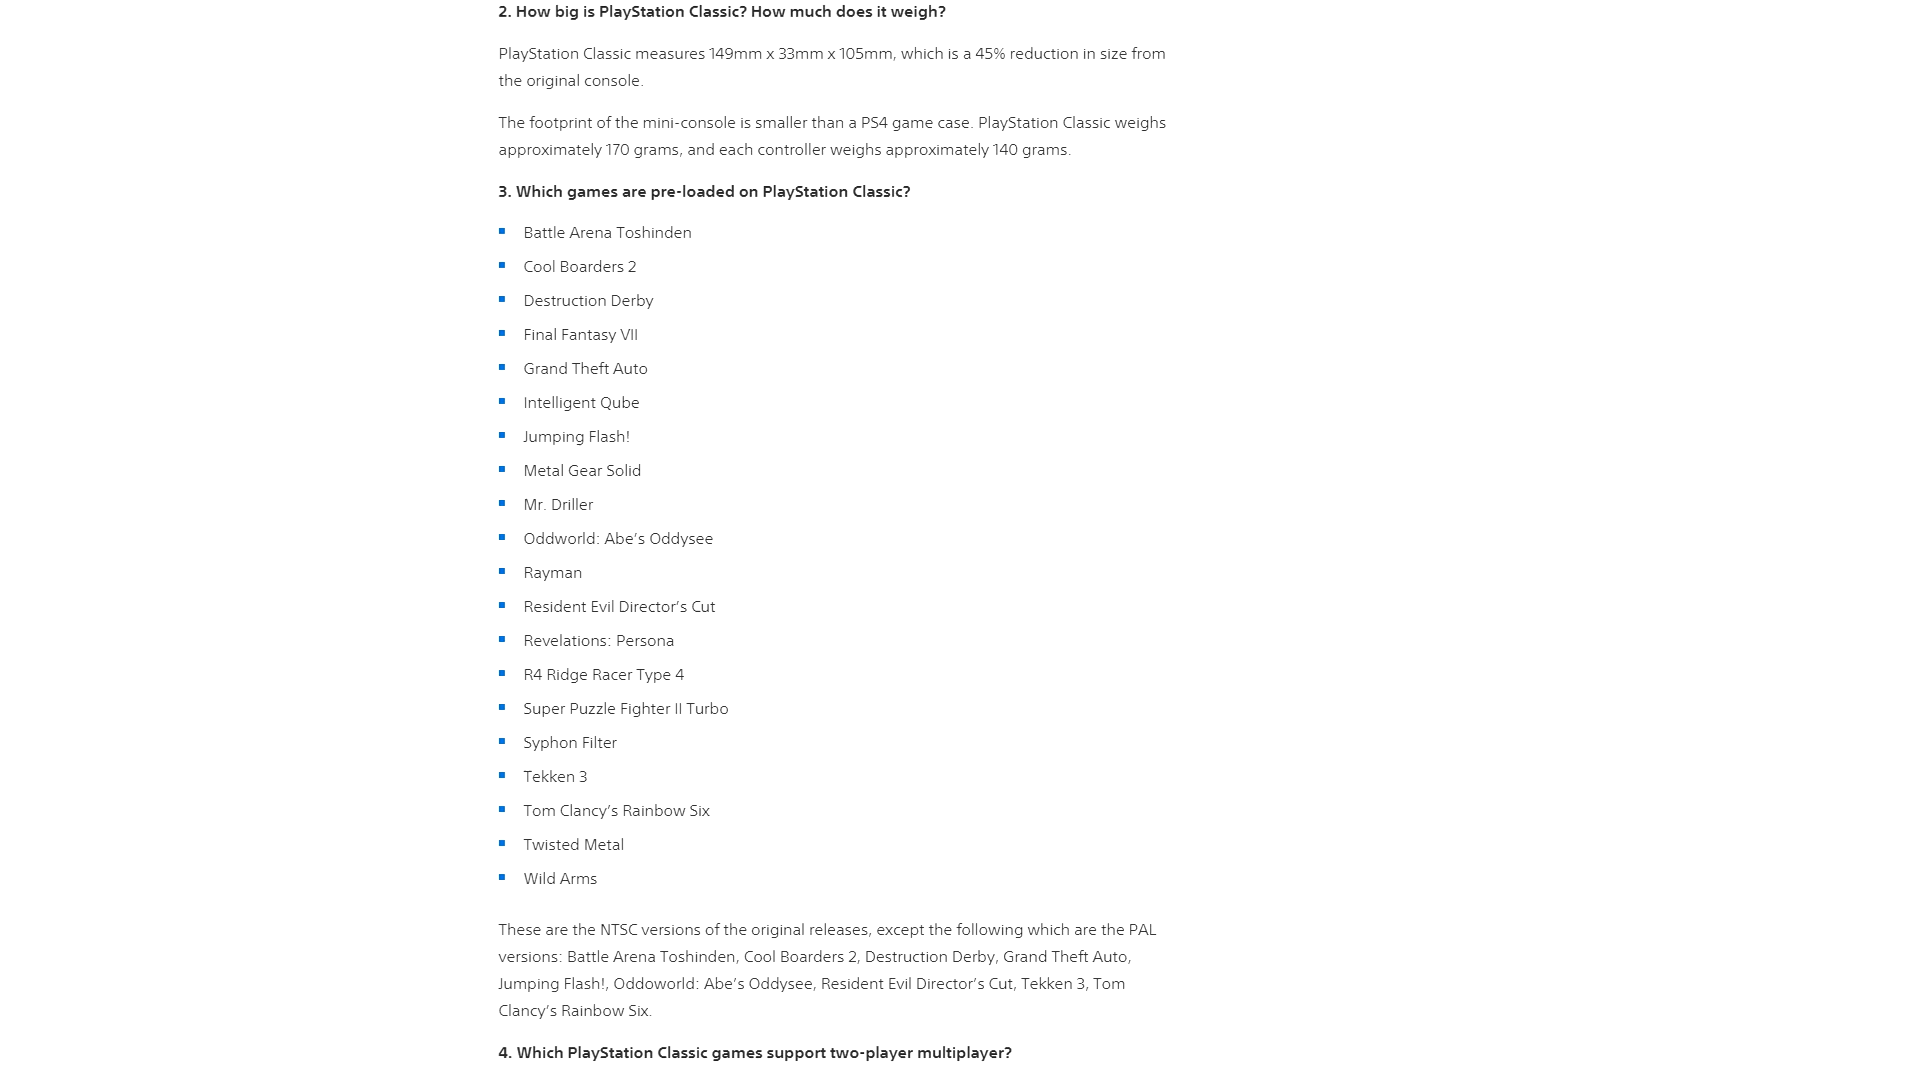 2. How big is PlayStation Classic? How much does it weigh?
PlayStation Classic measures 149mm x 33mm x 105mm, which is a 45% reduction in size from
the original console.
The footprint of the mini-console is smaller than a PS4 game case. PlayStation Classic weighs
approximately 170 grams, and each controller weighs approximately 140 grams.
3. Which games are pre-loaded on PlayStation Classic?
Battle Arena Toshinden
Cool Boarders 2
Destruction Derby
Final Fantasy VII
Grand Theft Auto
Intelligent Qube
Jumping Flash!
Metal Gear Solid
Mr. Driller
Oddworld: Abe’s Oddysee
Rayman
Resident Evil Director’s Cut
Revelations: Persona
R4 Ridge Racer Type 4
Super Puzzle Fighter II Turbo
Syphon Filter
Tekken 3
Tom Clancy’s Rainbow Six
Twisted Metal
Wild Arms
These are the NTSC versions of the original releases, except the following which are the PAL
versions: Battle Arena Toshinden, Cool Boarders 2, Destruction Derby, Grand Theft Auto,
Jumping Flash!, Oddoworld: Abe’s Oddysee, Resident Evil Director’s Cut, Tekken 3, Tom
Clancy’s Rainbow Six.
4. Which PlayStation Classic games support two-player multiplayer?